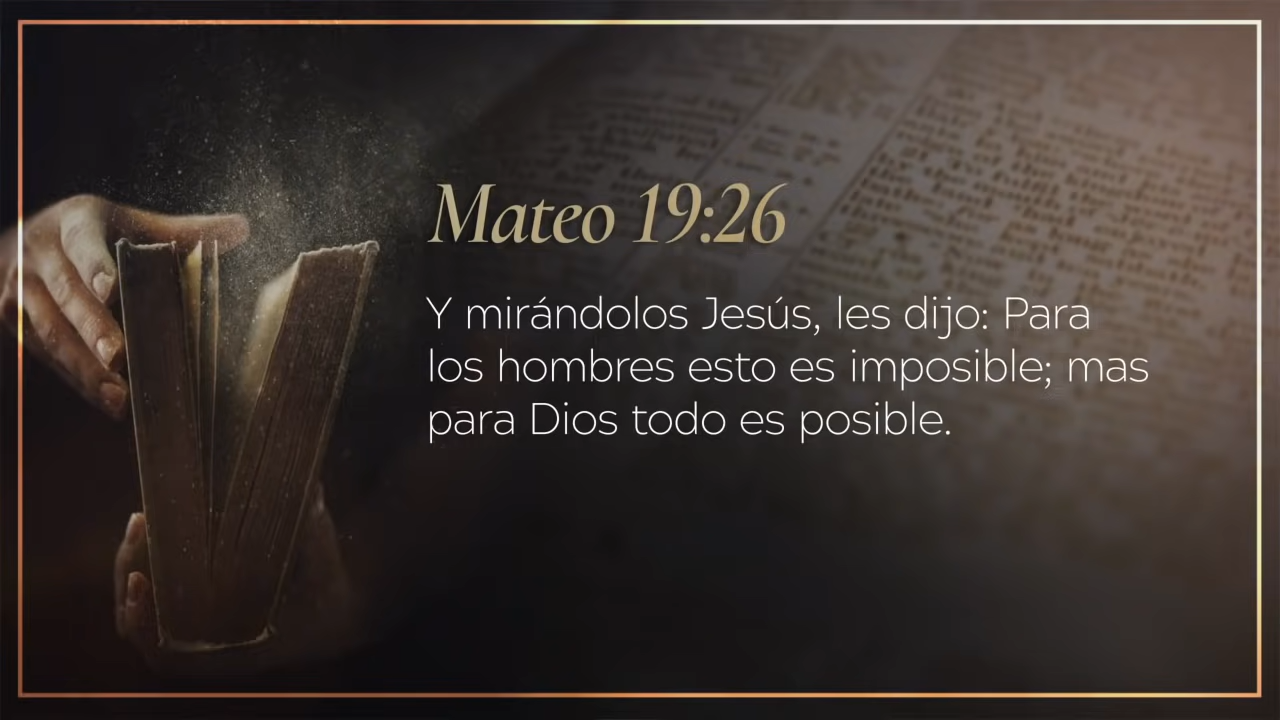 Mateo 19:26
Y mirándolos Jesús, les dijo: Para
los hombres esto es imposible; mas
para Dios todo es posible.